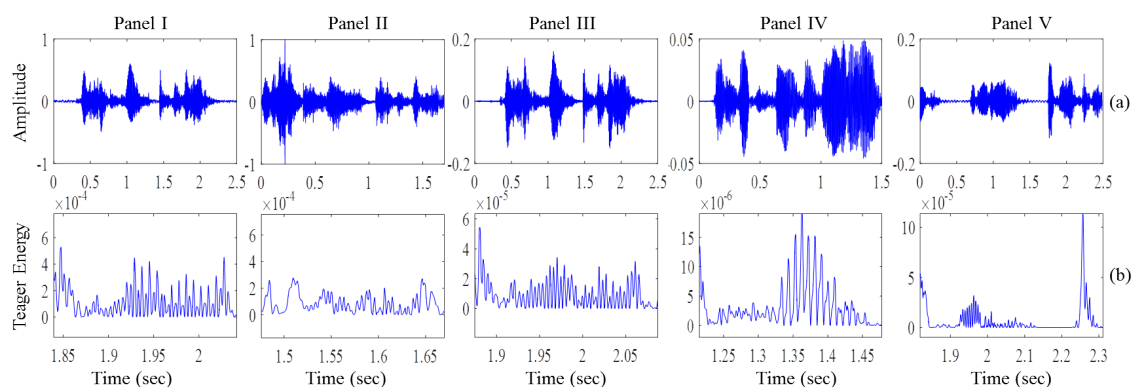 Panel I Panel II Panel III Panel IV Panel V
1 1 0.2 0.05 0.2
Amplitude 0 0 0 0 0 (a)
-1 -1 -0.2 -0.05 -0.2
0 0.5 1 1.5 2 2.5 0 0.5 1 1.5 0 0.5 1 1.5 2 2.5 0 0.5 1 1.5 0 0.5 1 1.5 2 2.5
×10⁻⁴ ×10⁻⁴ ×10⁻⁵ ×10⁻⁶ ×10⁻⁵
Teager Energy 6 4 2 0 6 4 2 0 6 4 2 0 15 10 5 0 10 5 0 (b)
1.85 1.9 1.95 2 1.5 1.55 1.6 1.65 1.9 1.95 2 2.05 1.25 1.3 1.35 1.4 1.45 1.9 2 2.1 2.2 2.3
Time (sec) Time (sec) Time (sec) Time (sec) Time (sec)